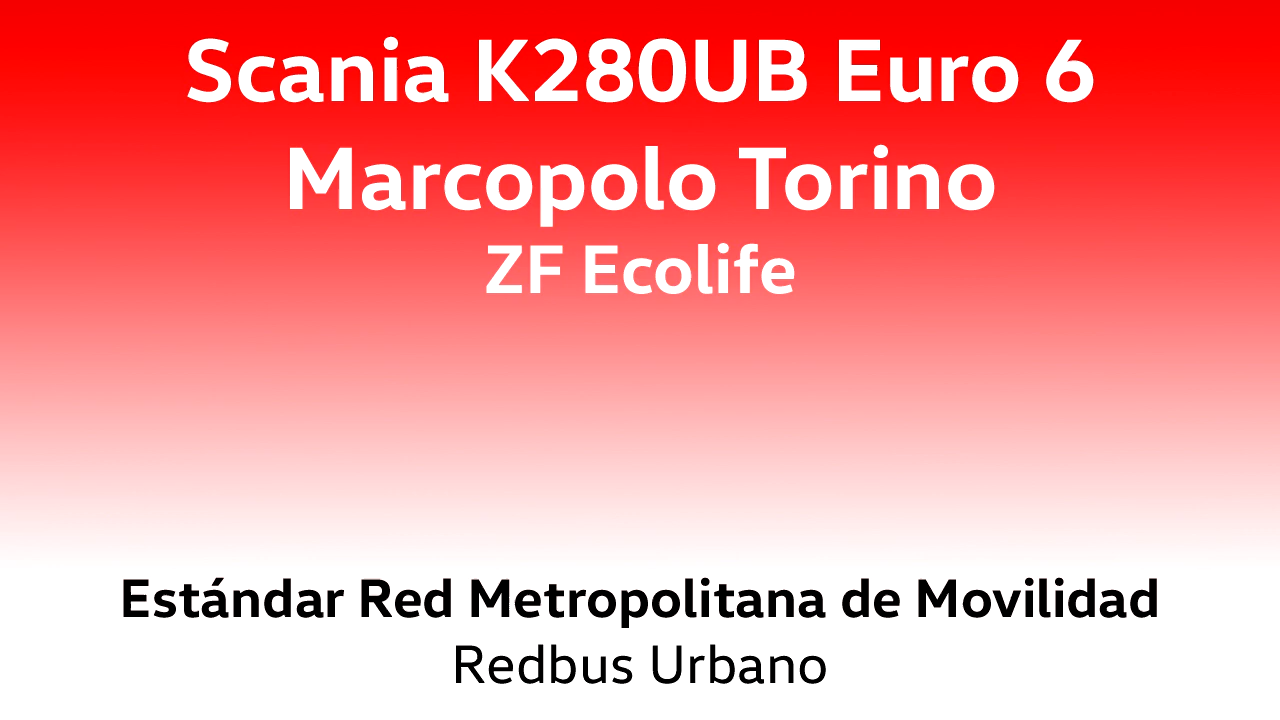 Scania K280UB Euro 6
Marcopolo Torino
ZF Ecolife
Estándar Red Metropolitana de Movilidad
Redbus Urbano